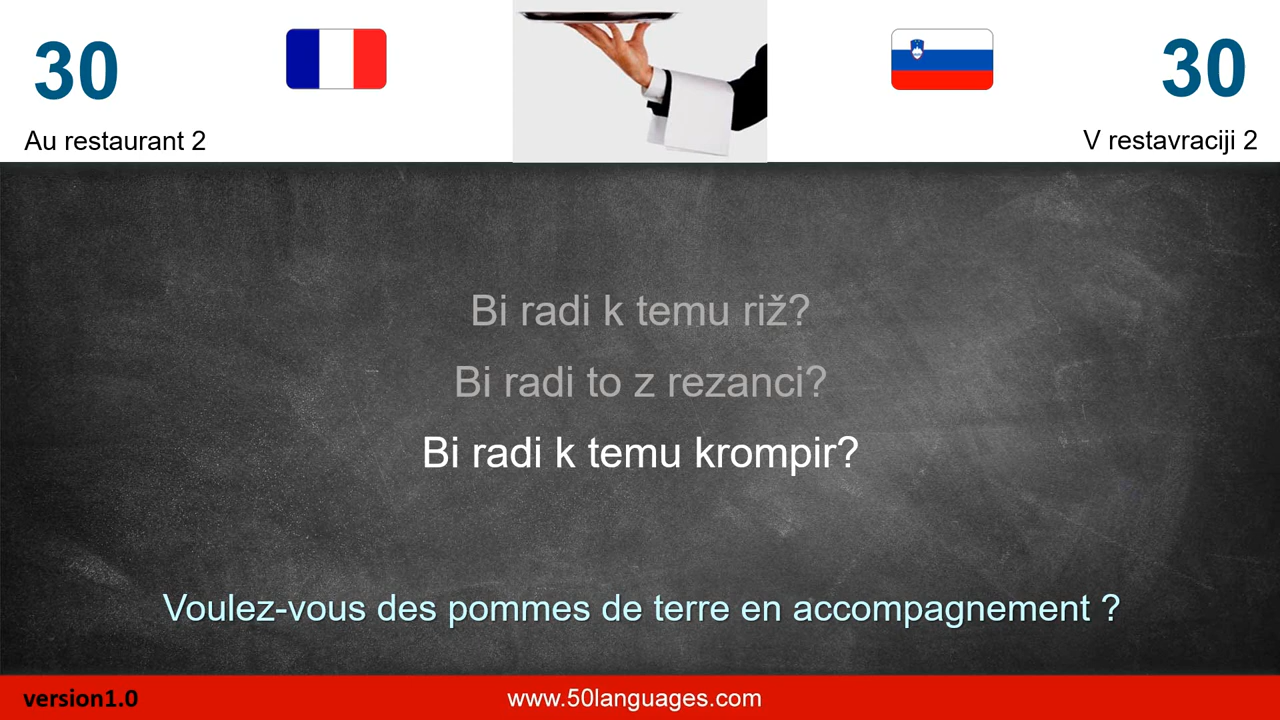 30
30
Au restaurant 2
V restavraciji 2
Bi radi k temu riž?
Bi radi to z rezanci?
Bi radi k temu krompir?
Voulez-vous des pommes de terre en accompagnement ?
version1.0
www.50languages.com